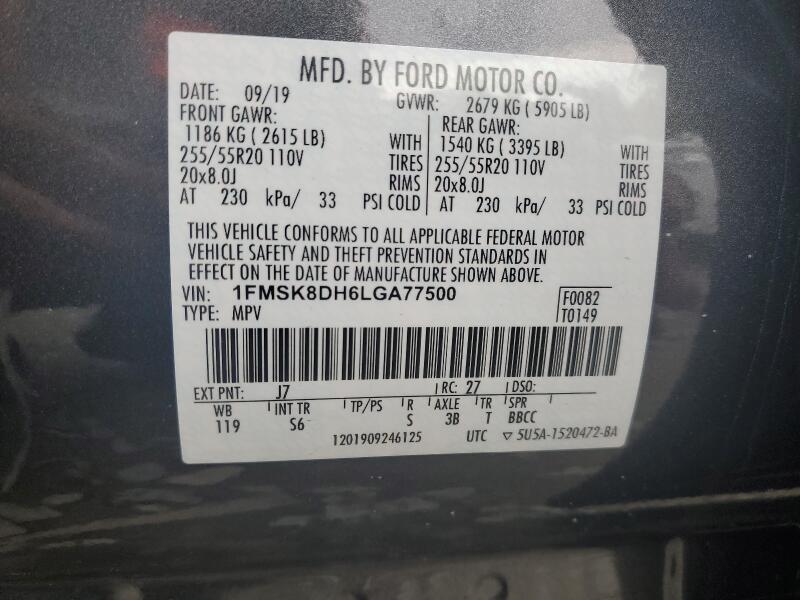 MFD. BY FORD MOTOR CO.
DATE: 09/19 GVWR: 2679 KG ( 5905 LB)
FRONT GAWR: REAR GAWR:
1186 KG ( 2615 LB) WITH 1540 KG ( 3395 LB) WITH
255/55R20 110V TIRES 255/55R20 110V TIRES
20x8.0J RIMS 20x8.0J RIMS
AT 230 kPa/ 33 PSI COLD AT 230 kPa/ 33 PSI COLD
THIS VEHICLE CONFORMS TO ALL APPLICABLE FEDERAL MOTOR
VEHICLE SAFETY AND THEFT PREVENTION STANDARDS IN
EFFECT ON THE DATE OF MANUFACTURE SHOWN ABOVE.
VIN: 1FMSK8DH6LGA77500 F0082
TYPE: MPV T0149
EXT PNT: J7 RC: 27 DSO:
WB INT TR TP/PS R AXLE TR SPR
119 S6 S 3B T BBCC
1201909246125 UTC ▽ 5U5A-1520472-BA